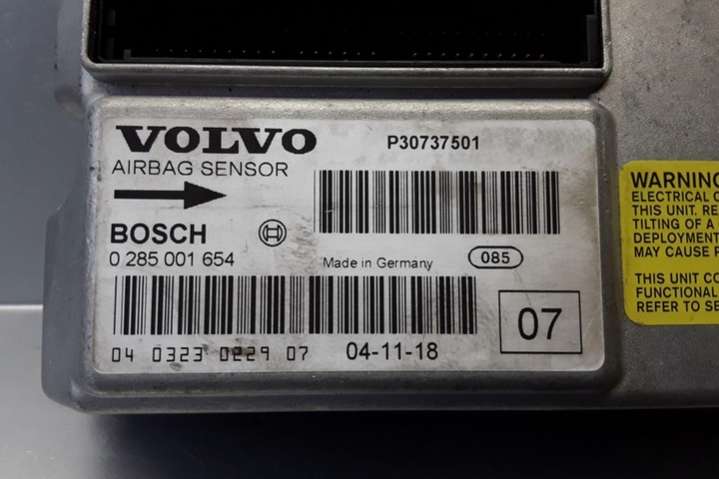 VOLVO
P30737501
AIRBAG SENSOR
BOSCH
0 285 001 654
Made in Germany
085
07
04 0323 0229 07
04-11-18
WARNING
ELECTRICAL
THIS UNIT. RE
TILTING OF A
DEPLOYMENT
MAY CAUSE
THIS UNIT
FUNCTIONAL
REFER TO